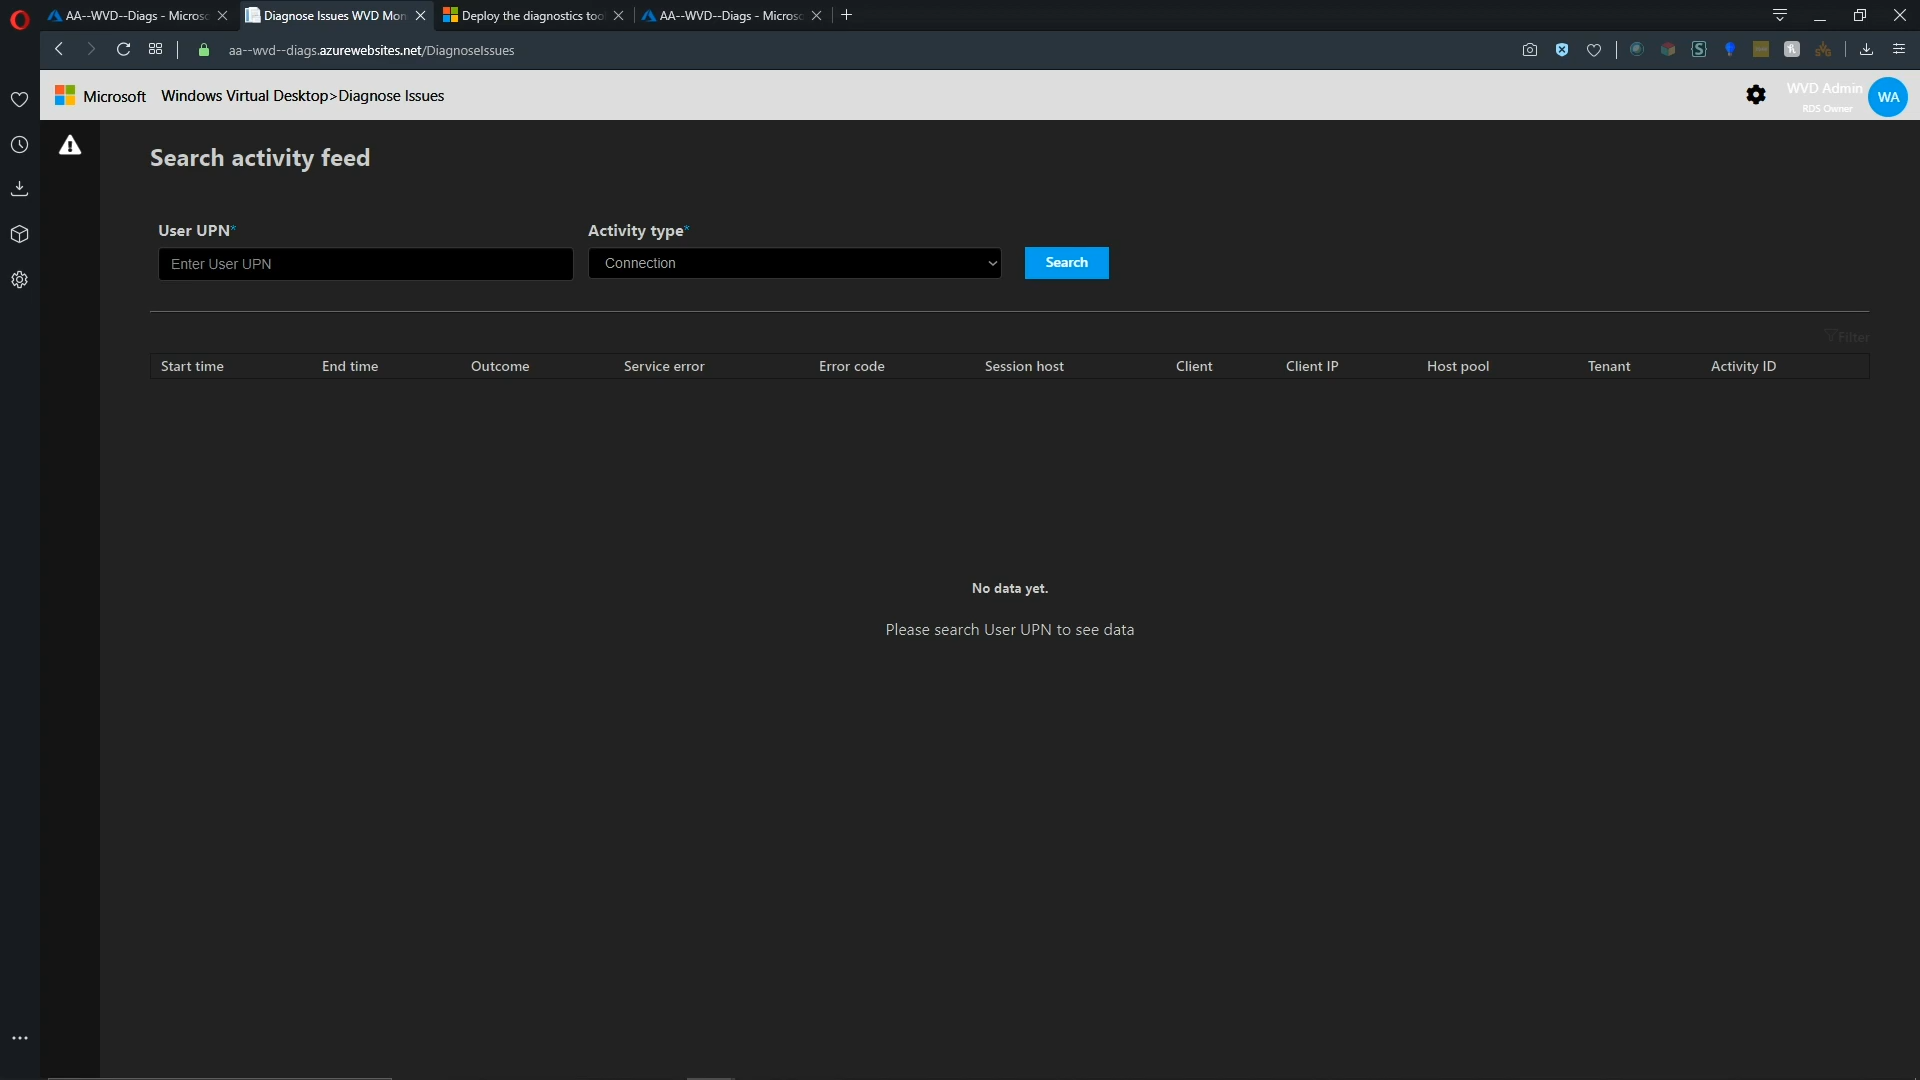 AA--WVD--Diags - Microsc
Diagnose Issues WVD Mon
Deploy the diagnostics too
AA--WVD--Diags - Microsc
aa--wvd--diags.azurewebsites.net/DiagnoseIssues
Microsoft Windows Virtual Desktop>Diagnose Issues
WVD Admin
RDS Owner
WA
Search activity feed
User UPN*
Activity type*
Enter User UPN
Connection
Search
Filter
Start time End time Outcome Service error Error code Session host Client Client IP Host pool Tenant Activity ID
No data yet.
Please search User UPN to see data